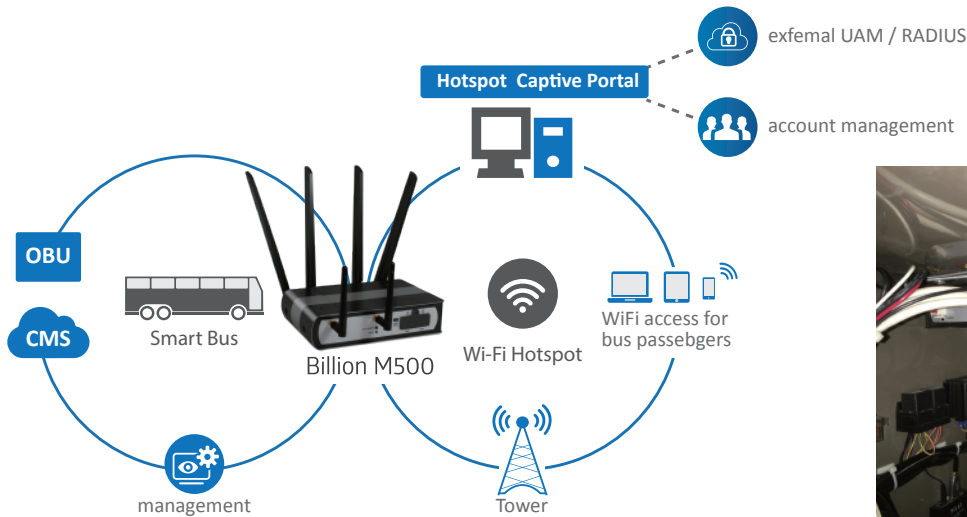 exfemal UAM / RADIUS
Hotspot Captive Portal
account management
OBU
CMS
Smart Bus
Billion M500
Wi-Fi Hotspot
WiFi access for
bus passebgers
management
Tower